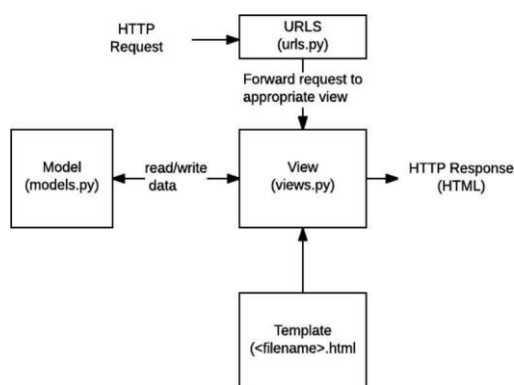 HTTP
Request
URLS
(urls.py)
Forward request to
appropriate view
Model
(models.py)
read/write
data
View
(views.py)
HTTP Response
(HTML)
Template
(<filename>.html